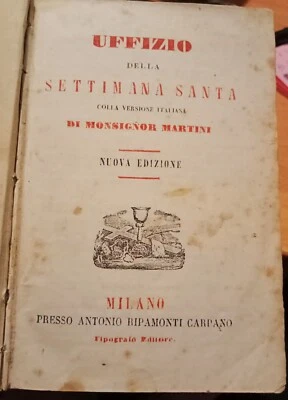 UFFIZIO
DELLA
SETTIMANA SANTA
COLLA VERSIONE ITALIANA
DI MONSIGNOR MARTINI
NUOVA EDIZIONE
MILANO
PRESSO ANTONIO RIPAMONTI CARPANO
Tipografo Editore.